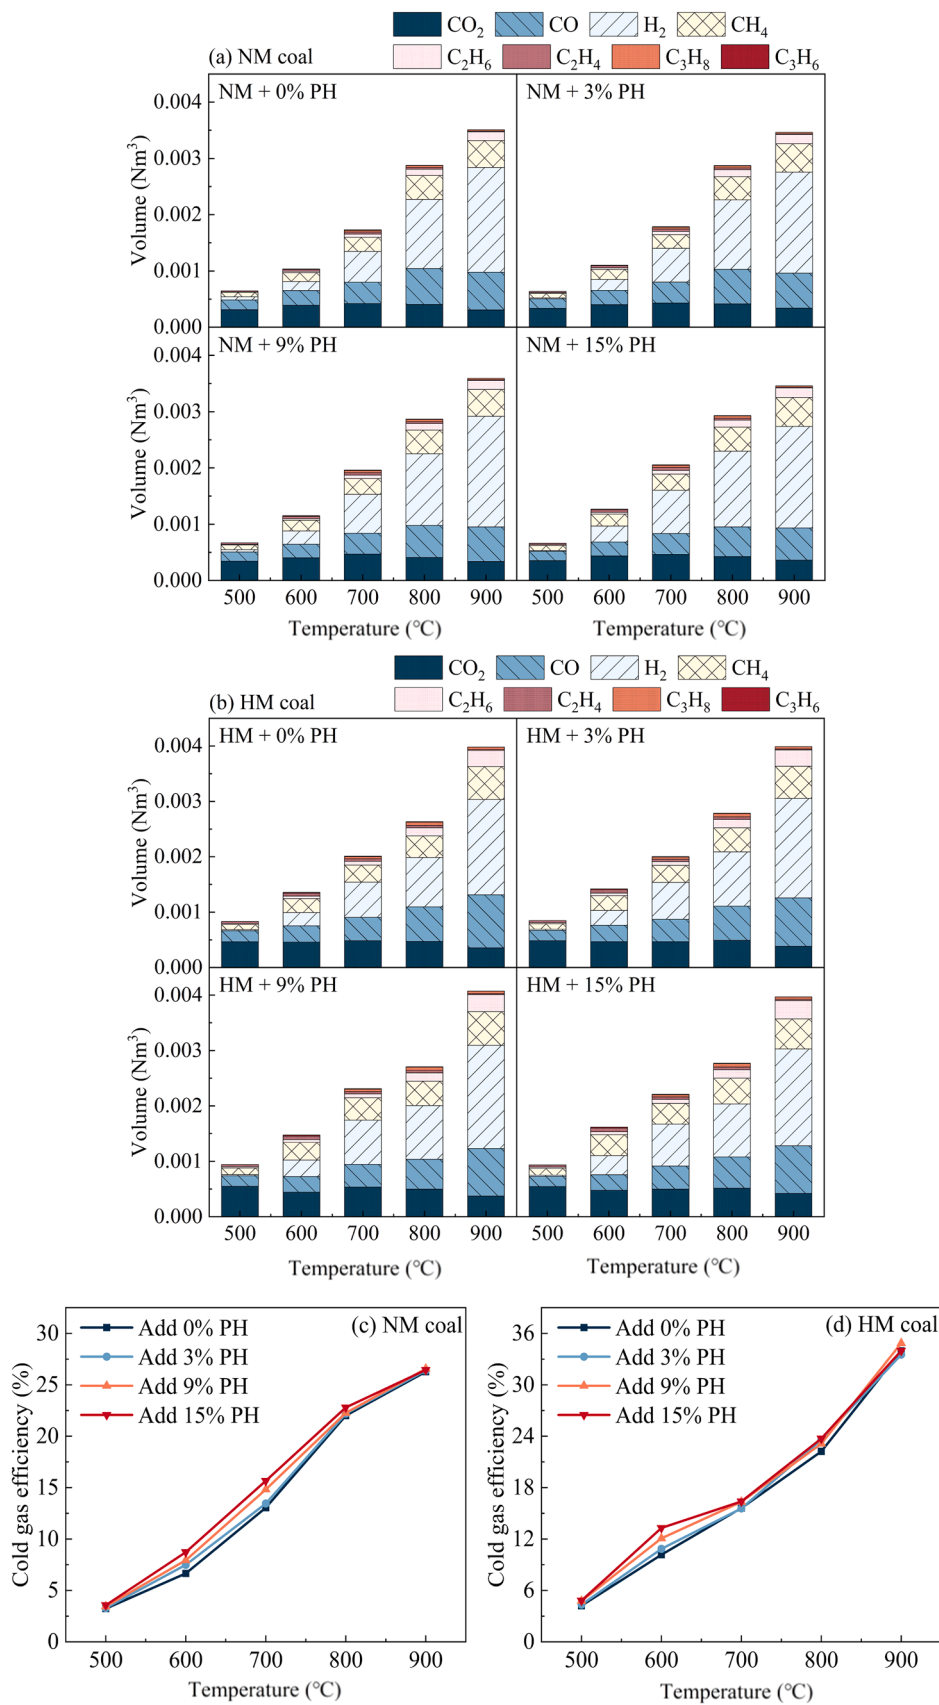 CO₂ CO H₂ CH₄
(a) NM coal
C₂H₆ C₂H₄ C₃H₈ C₃H₆
NM + 0% PH NM + 3% PH
0.004
0.003
0.002
0.001
0.000
Volume (Nm³)
NM + 9% PH NM + 15% PH
0.004
0.003
0.002
0.001
0.000
Volume (Nm³)
500 600 700 800 900 500 600 700 800 900
Temperature (℃) Temperature (℃)
CO₂ CO H₂ CH₄
(b) HM coal
C₂H₆ C₂H₄ C₃H₈ C₃H₆
HM + 0% PH HM + 3% PH
0.004
0.003
0.002
0.001
0.000
Volume (Nm³)
HM + 9% PH HM + 15% PH
0.004
0.003
0.002
0.001
0.000
Volume (Nm³)
500 600 700 800 900 500 600 700 800 900
Temperature (℃) Temperature (℃)
(c) NM coal
Add 0% PH
Add 3% PH
Add 9% PH
Add 15% PH
30
25
20
15
10
5
0
Cold gas efficiency (%)
500 600 700 800 900
Temperature (℃)
(d) HM coal
Add 0% PH
Add 3% PH
Add 9% PH
Add 15% PH
36
30
24
18
12
6
0
Cold gas efficiency (%)
500 600 700 800 900
Temperature (℃)